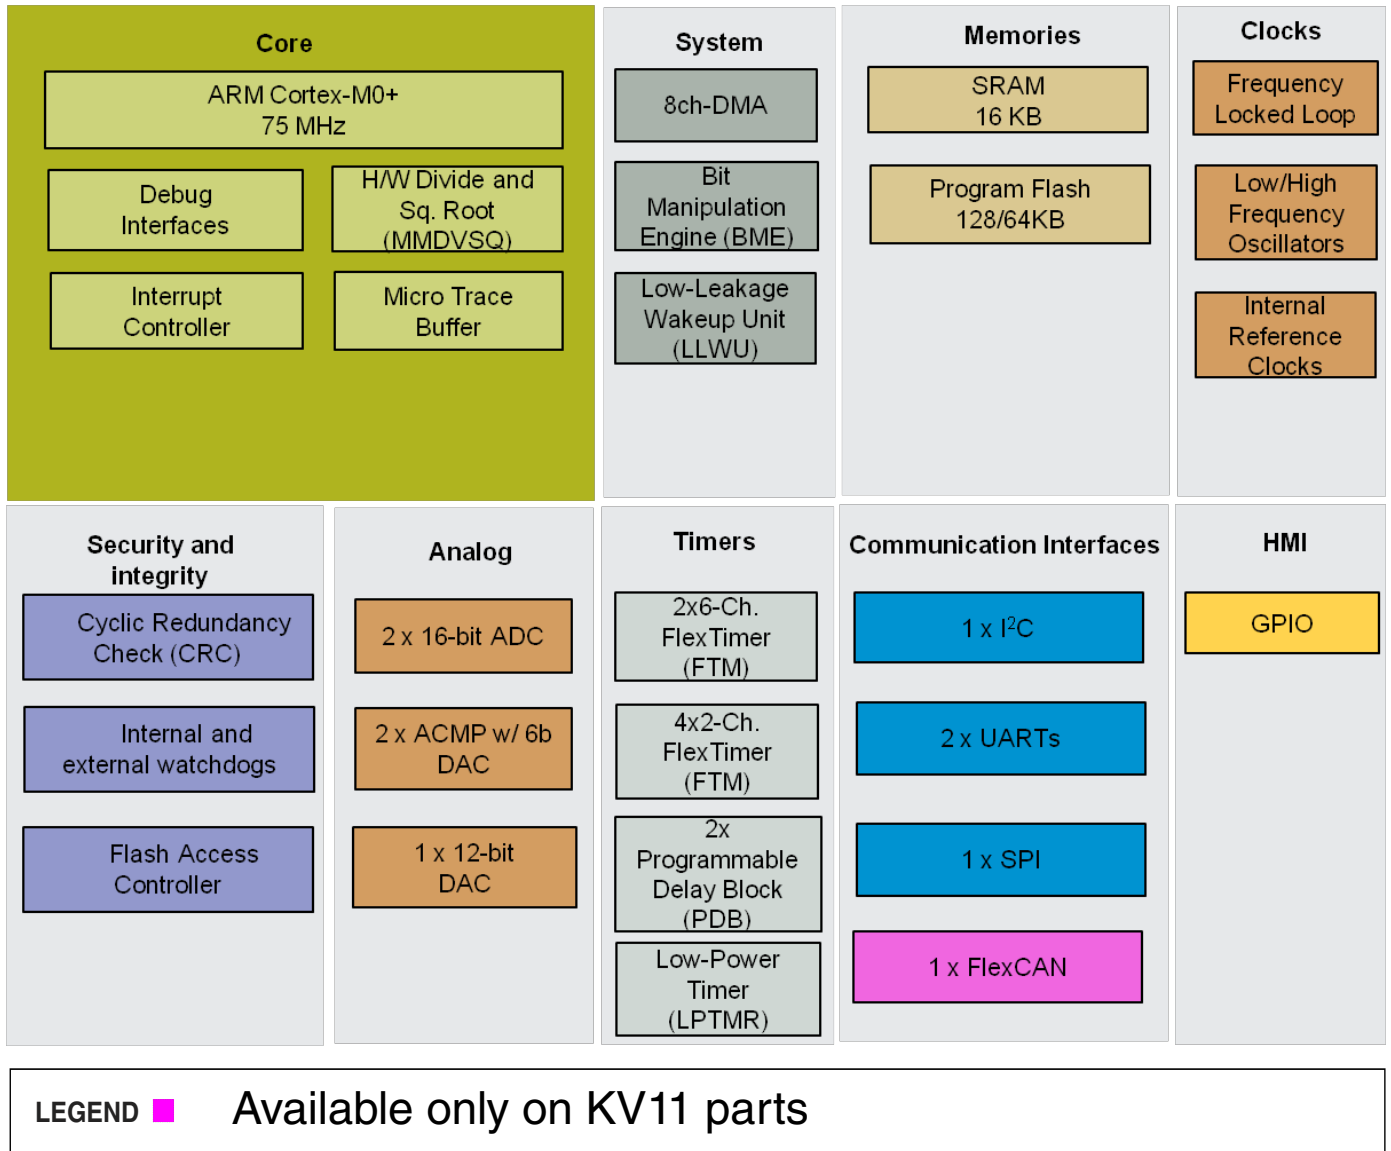 Core
ARM Cortex-M0+
75 MHz
Debug
Interfaces
H/W Divide and
Sq. Root
(MMDVSQ)
Interrupt
Controller
Micro Trace
Buffer
System
8ch-DMA
Bit
Manipulation
Engine (BME)
Low-Leakage
Wakeup Unit
(LLWU)
Memories
SRAM
16 KB
Program Flash
128/64KB
Clocks
Frequency
Locked Loop
Low/High
Frequency
Oscillators
Internal
Reference
Clocks
Security and
integrity
Cyclic Redundancy
Check (CRC)
Internal and
external watchdogs
Flash Access
Controller
Analog
2 x 16-bit ADC
2 x ACMP w/ 6b
DAC
1 x 12-bit
DAC
Timers
2x6-Ch.
FlexTimer
(FTM)
4x2-Ch.
FlexTimer
(FTM)
2x
Programmable
Delay Block
(PDB)
Low-Power
Timer
(LPTMR)
Communication Interfaces
1 x I²C
2 x UARTs
1 x SPI
1 x FlexCAN
HMI
GPIO
LEGEND Available only on KV11 parts